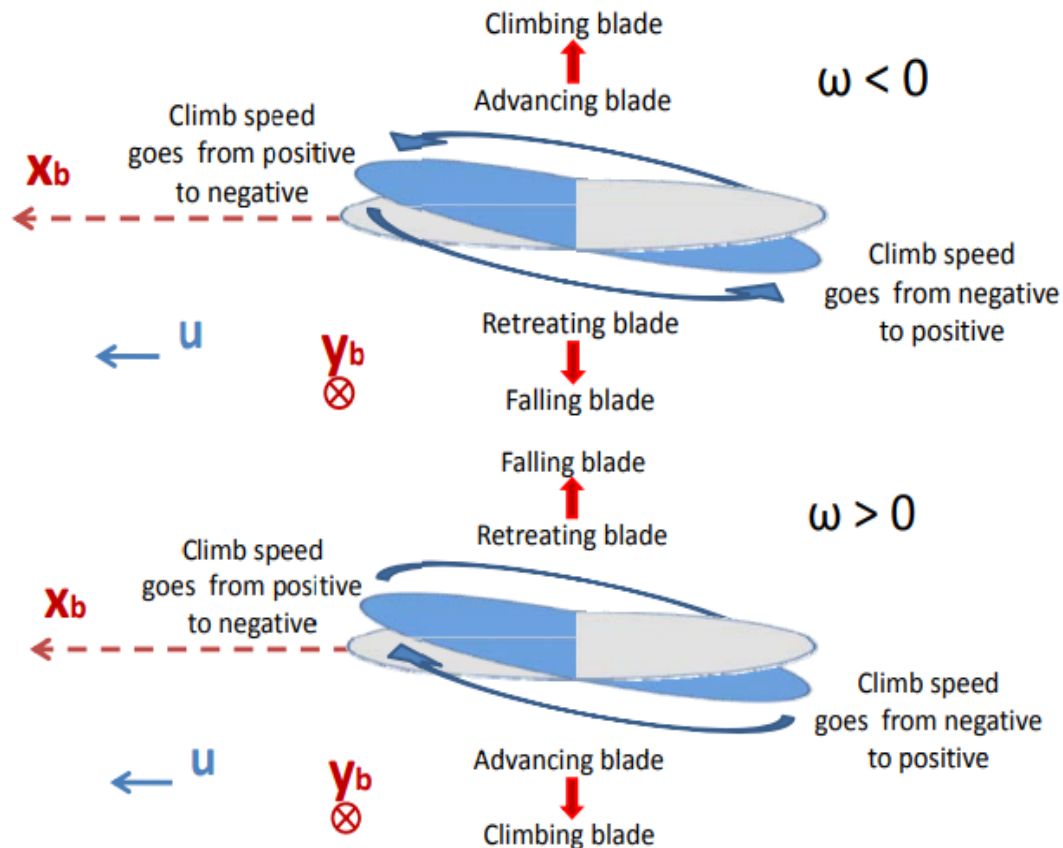 Climbing blade
ω < 0
Advancing blade
Climb speed
goes from positive
to negative
xb
Climb speed
goes from negative
to positive
Retreating blade
u
yb
Falling blade
Falling blade
ω > 0
Retreating blade
Climb speed
goes from positive
to negative
xb
Climb speed
goes from negative
to positive
Advancing blade
u
yb
Climbing blade